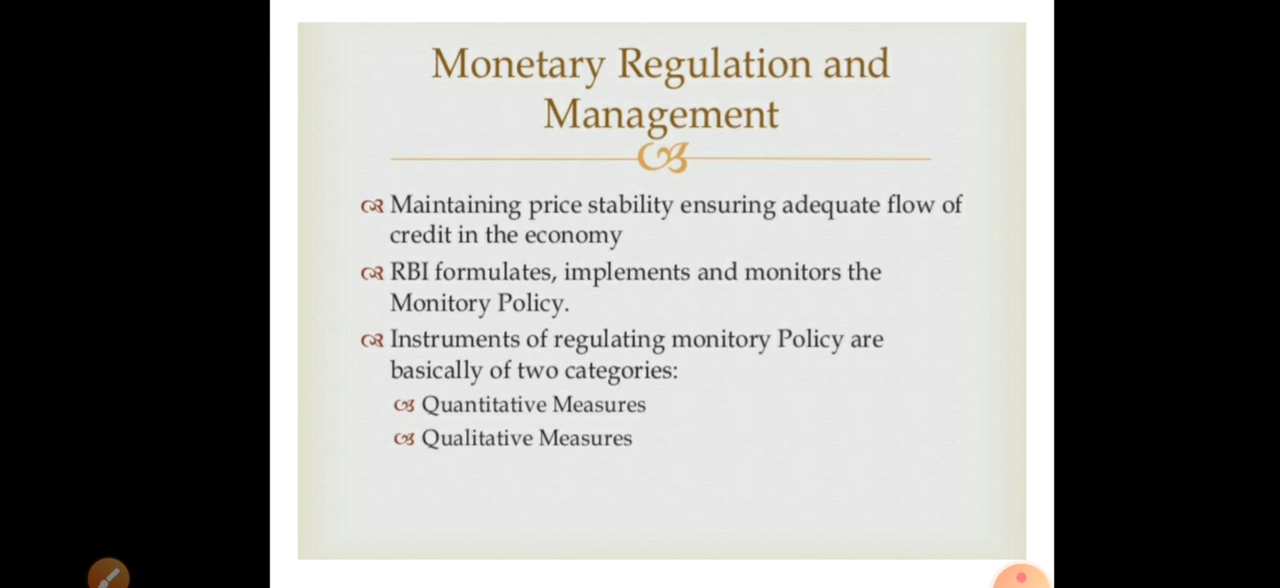 Monetary Regulation and
Management
Maintaining price stability ensuring adequate flow of
credit in the economy
RBI formulates, implements and monitors the
Monitory Policy.
Instruments of regulating monitory Policy are
basically of two categories:
Quantitative Measures
Qualitative Measures